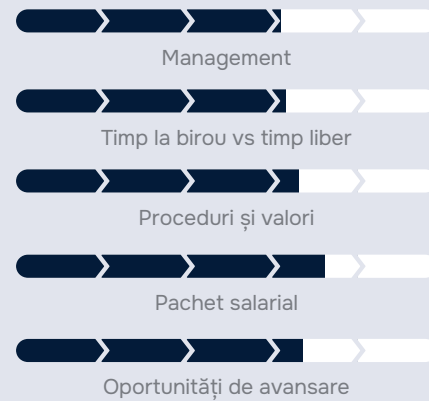 Management
Timp la birou vs timp liber
Proceduri și valori
Pachet salarial
Oportunități de avansare